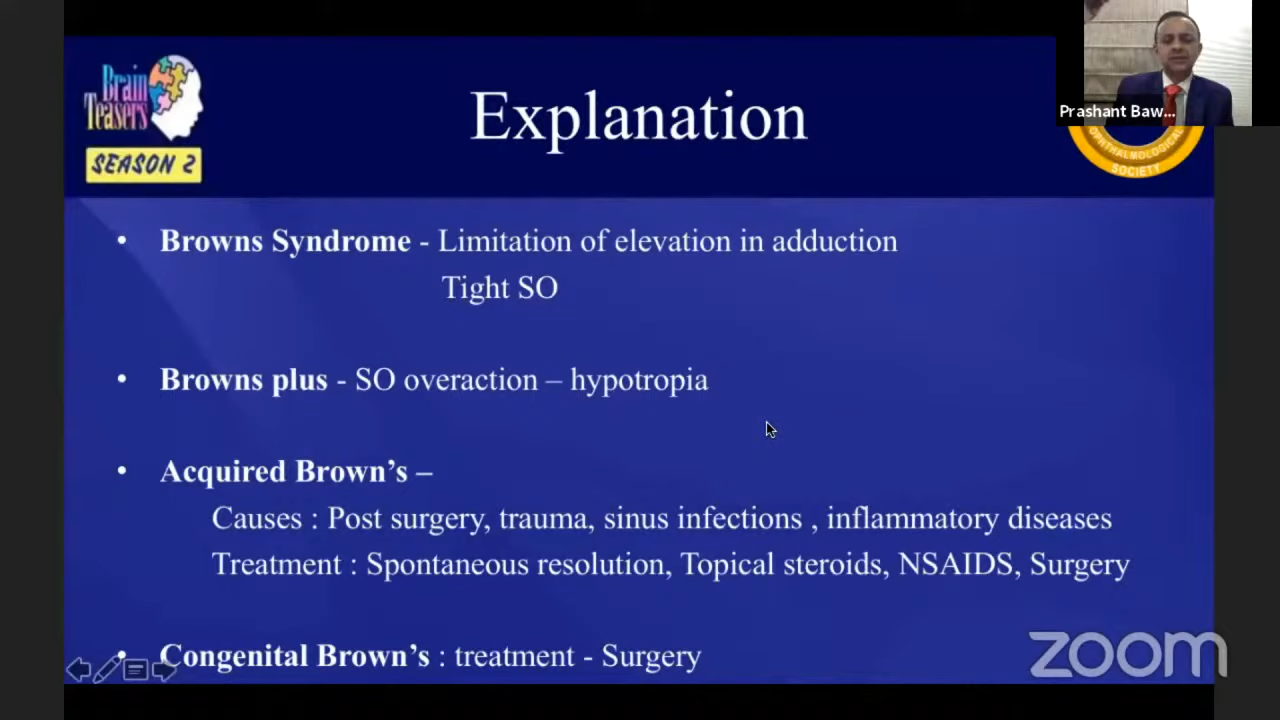 Brain
Teasers
SEASON 2
Explanation
Prashant Baw...
OPHTHALMOLOGICAL
SOCIETY
• Browns Syndrome - Limitation of elevation in adduction
Tight SO
• Browns plus - SO overaction – hypotropia
• Acquired Brown’s –
Causes : Post surgery, trauma, sinus infections , inflammatory diseases
Treatment : Spontaneous resolution, Topical steroids, NSAIDS, Surgery
• Congenital Brown’s : treatment - Surgery
zoom